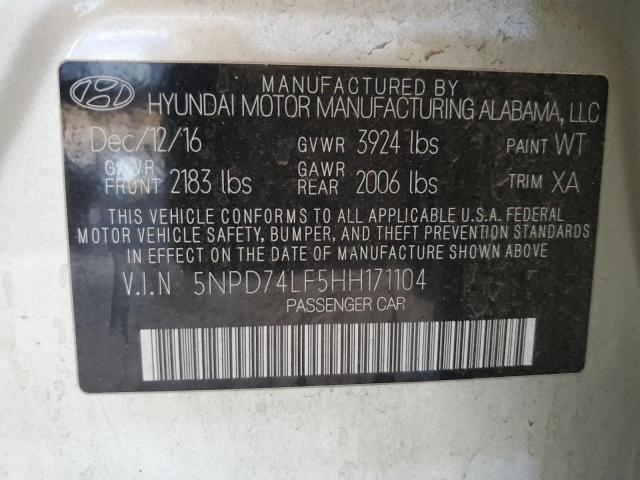 MANUFACTURED BY
HYUNDAI MOTOR MANUFACTURING ALABAMA, LLC
Dec/12/16 GVWR 3924 lbs PAINT WT
GAWR FRONT 2183 lbs GAWR REAR 2006 lbs TRIM XA
THIS VEHICLE CONFORMS TO ALL APPLICABLE U.S.A. FEDERAL
MOTOR VEHICLE SAFETY, BUMPER, AND THEFT PREVENTION STANDARDS
IN EFFECT ON THE DATE OF MANUFACTURE SHOWN ABOVE
V.I.N 5NPD74LF5HH171104
PASSENGER CAR